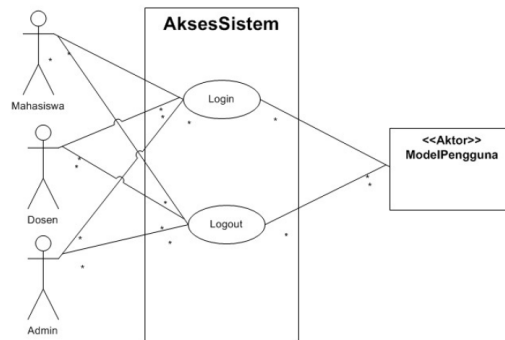 AksesSistem
Mahasiswa
Login
<<Aktor>>
ModelPengguna
Dosen
Logout
Admin